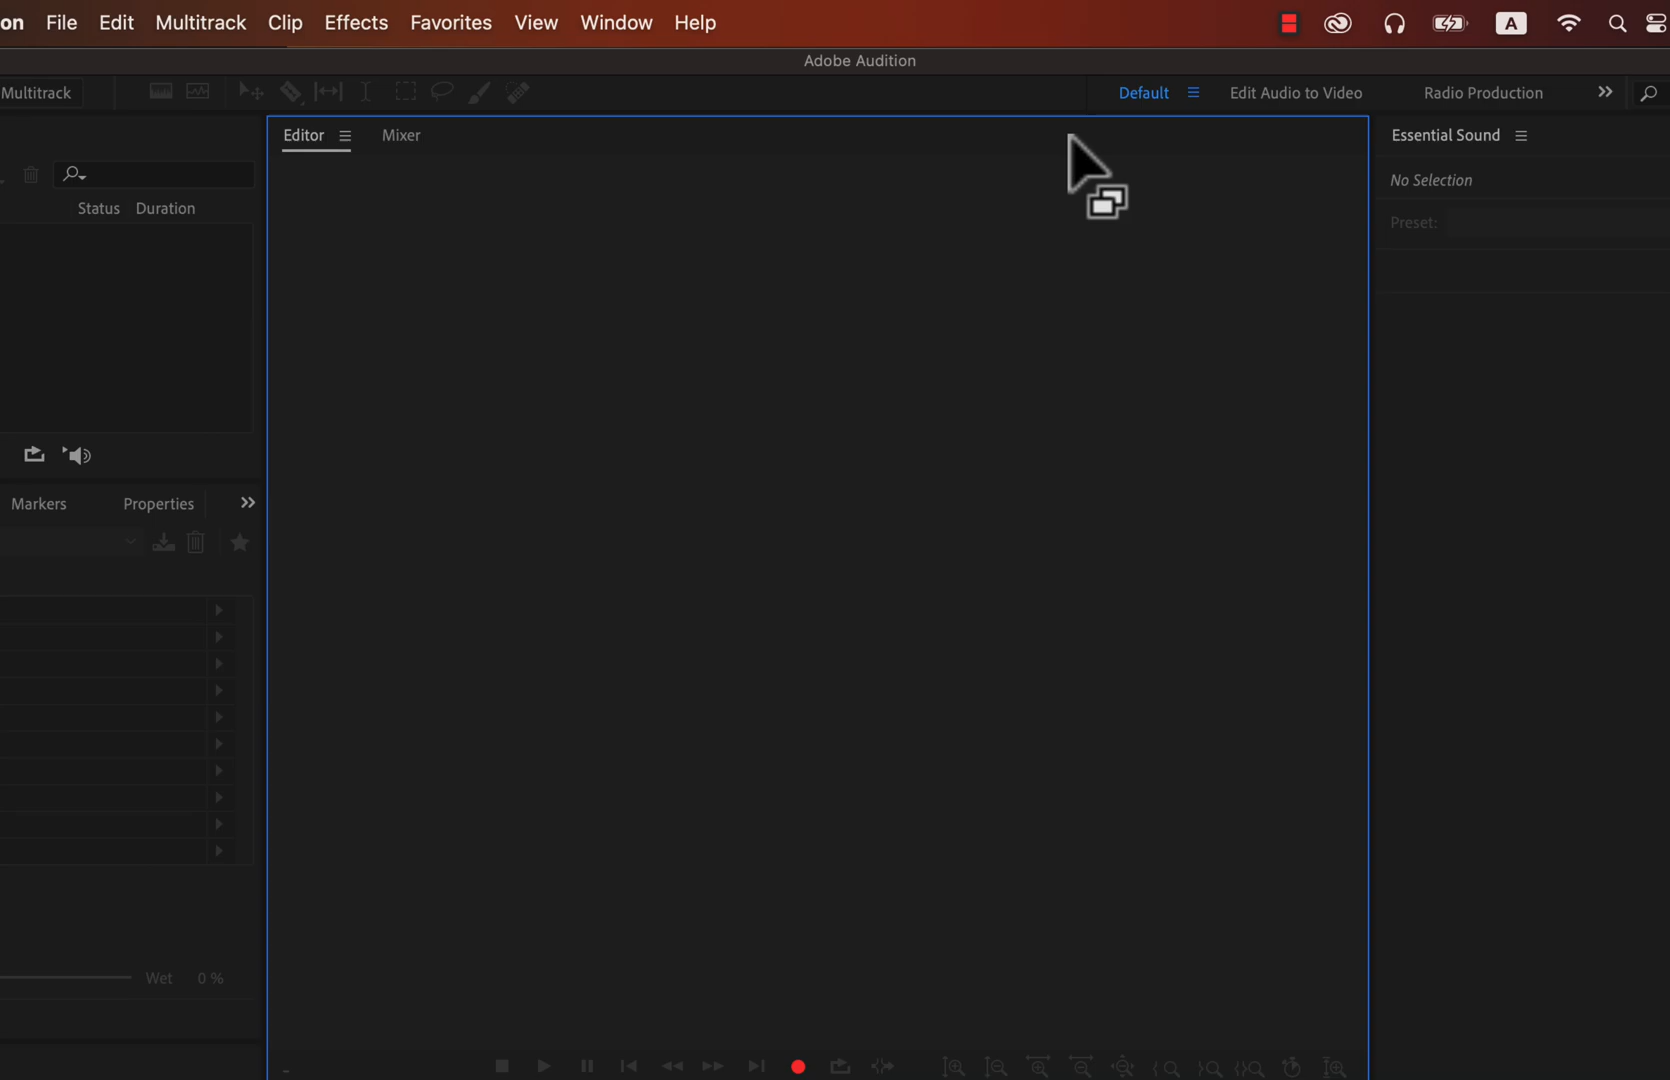 on File Edit Multitrack Clip Effects Favorites View Window Help A
Adobe Audition
Multitrack Default Edit Audio to Video Radio Production
Editor Mixer Essential Sound
No Selection
Status Duration
Preset:
Markers Properties
Wet 0 %